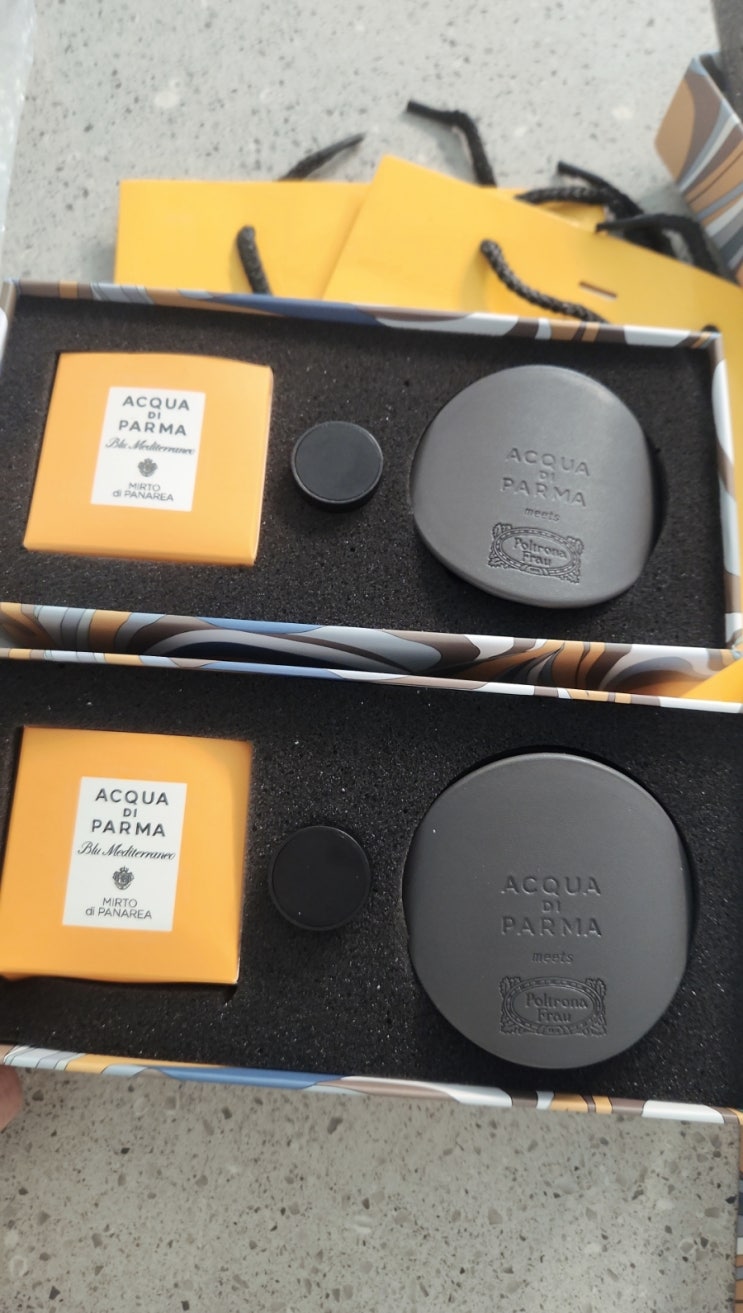 ACQUA
DI
PARMA
Blu Mediterraneo
MIRTO
di PANAREA
ACQUA
DI
PARMA
meets
Poltrona
Frau
ACQUA
DI
PARMA
Blu Mediterraneo
MIRTO
di PANAREA
ACQUA
DI
PARMA
meets
Poltrona
Frau